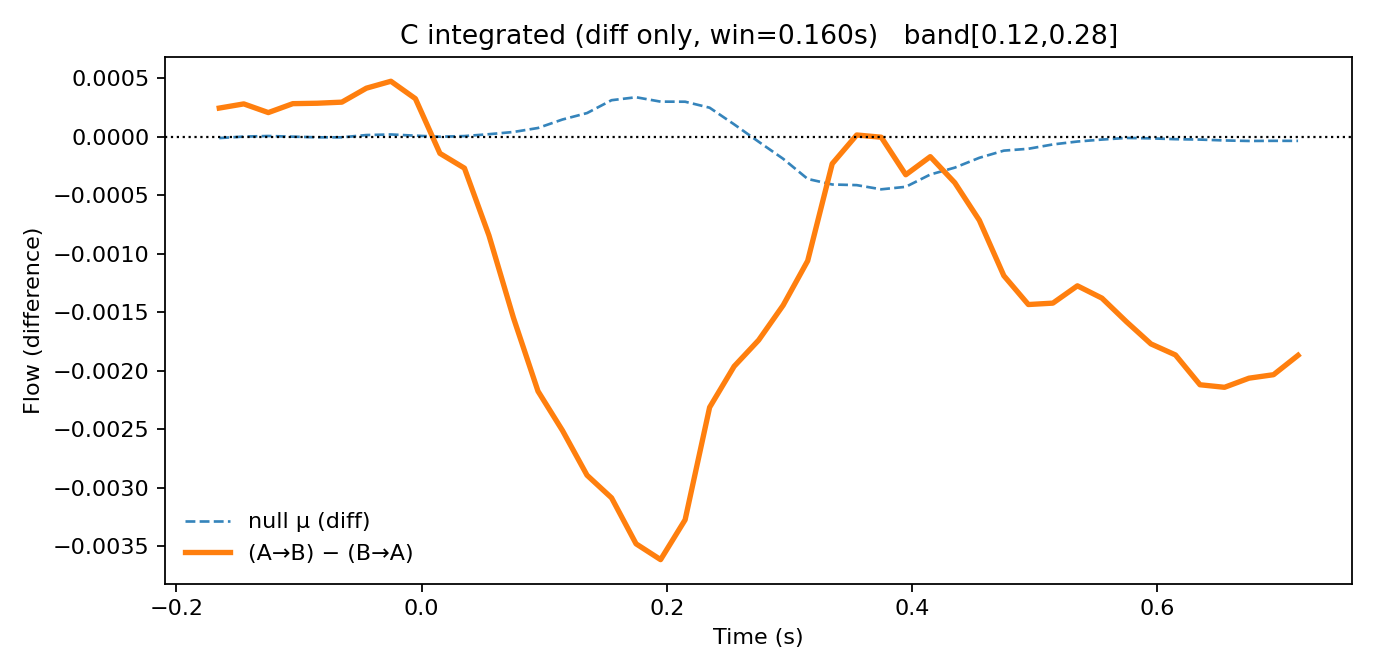 C integrated (diff only, win=0.160s)   band[0.12,0.28]
0.0005
0.0000
−0.0005
−0.0010
−0.0015
−0.0020
−0.0025
−0.0030
−0.0035
Flow (difference)
null μ (diff)
(A→B) − (B→A)
−0.2
0.0
0.2
0.4
0.6
Time (s)